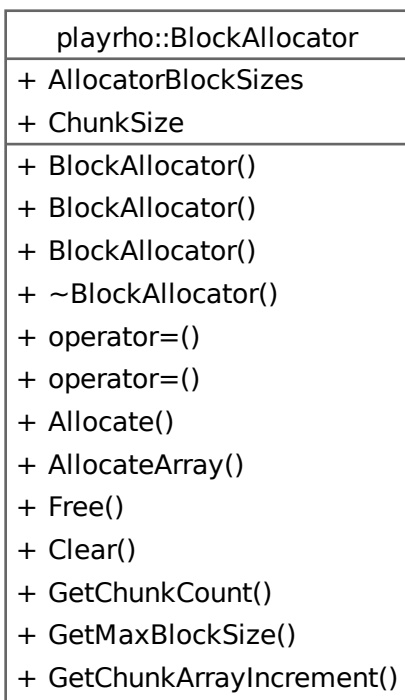 playrho::BlockAllocator
+ AllocatorBlockSizes
+ ChunkSize
+ BlockAllocator()
+ BlockAllocator()
+ BlockAllocator()
+ ~BlockAllocator()
+ operator=()
+ operator=()
+ Allocate()
+ AllocateArray()
+ Free()
+ Clear()
+ GetChunkCount()
+ GetMaxBlockSize()
+ GetChunkArrayIncrement()